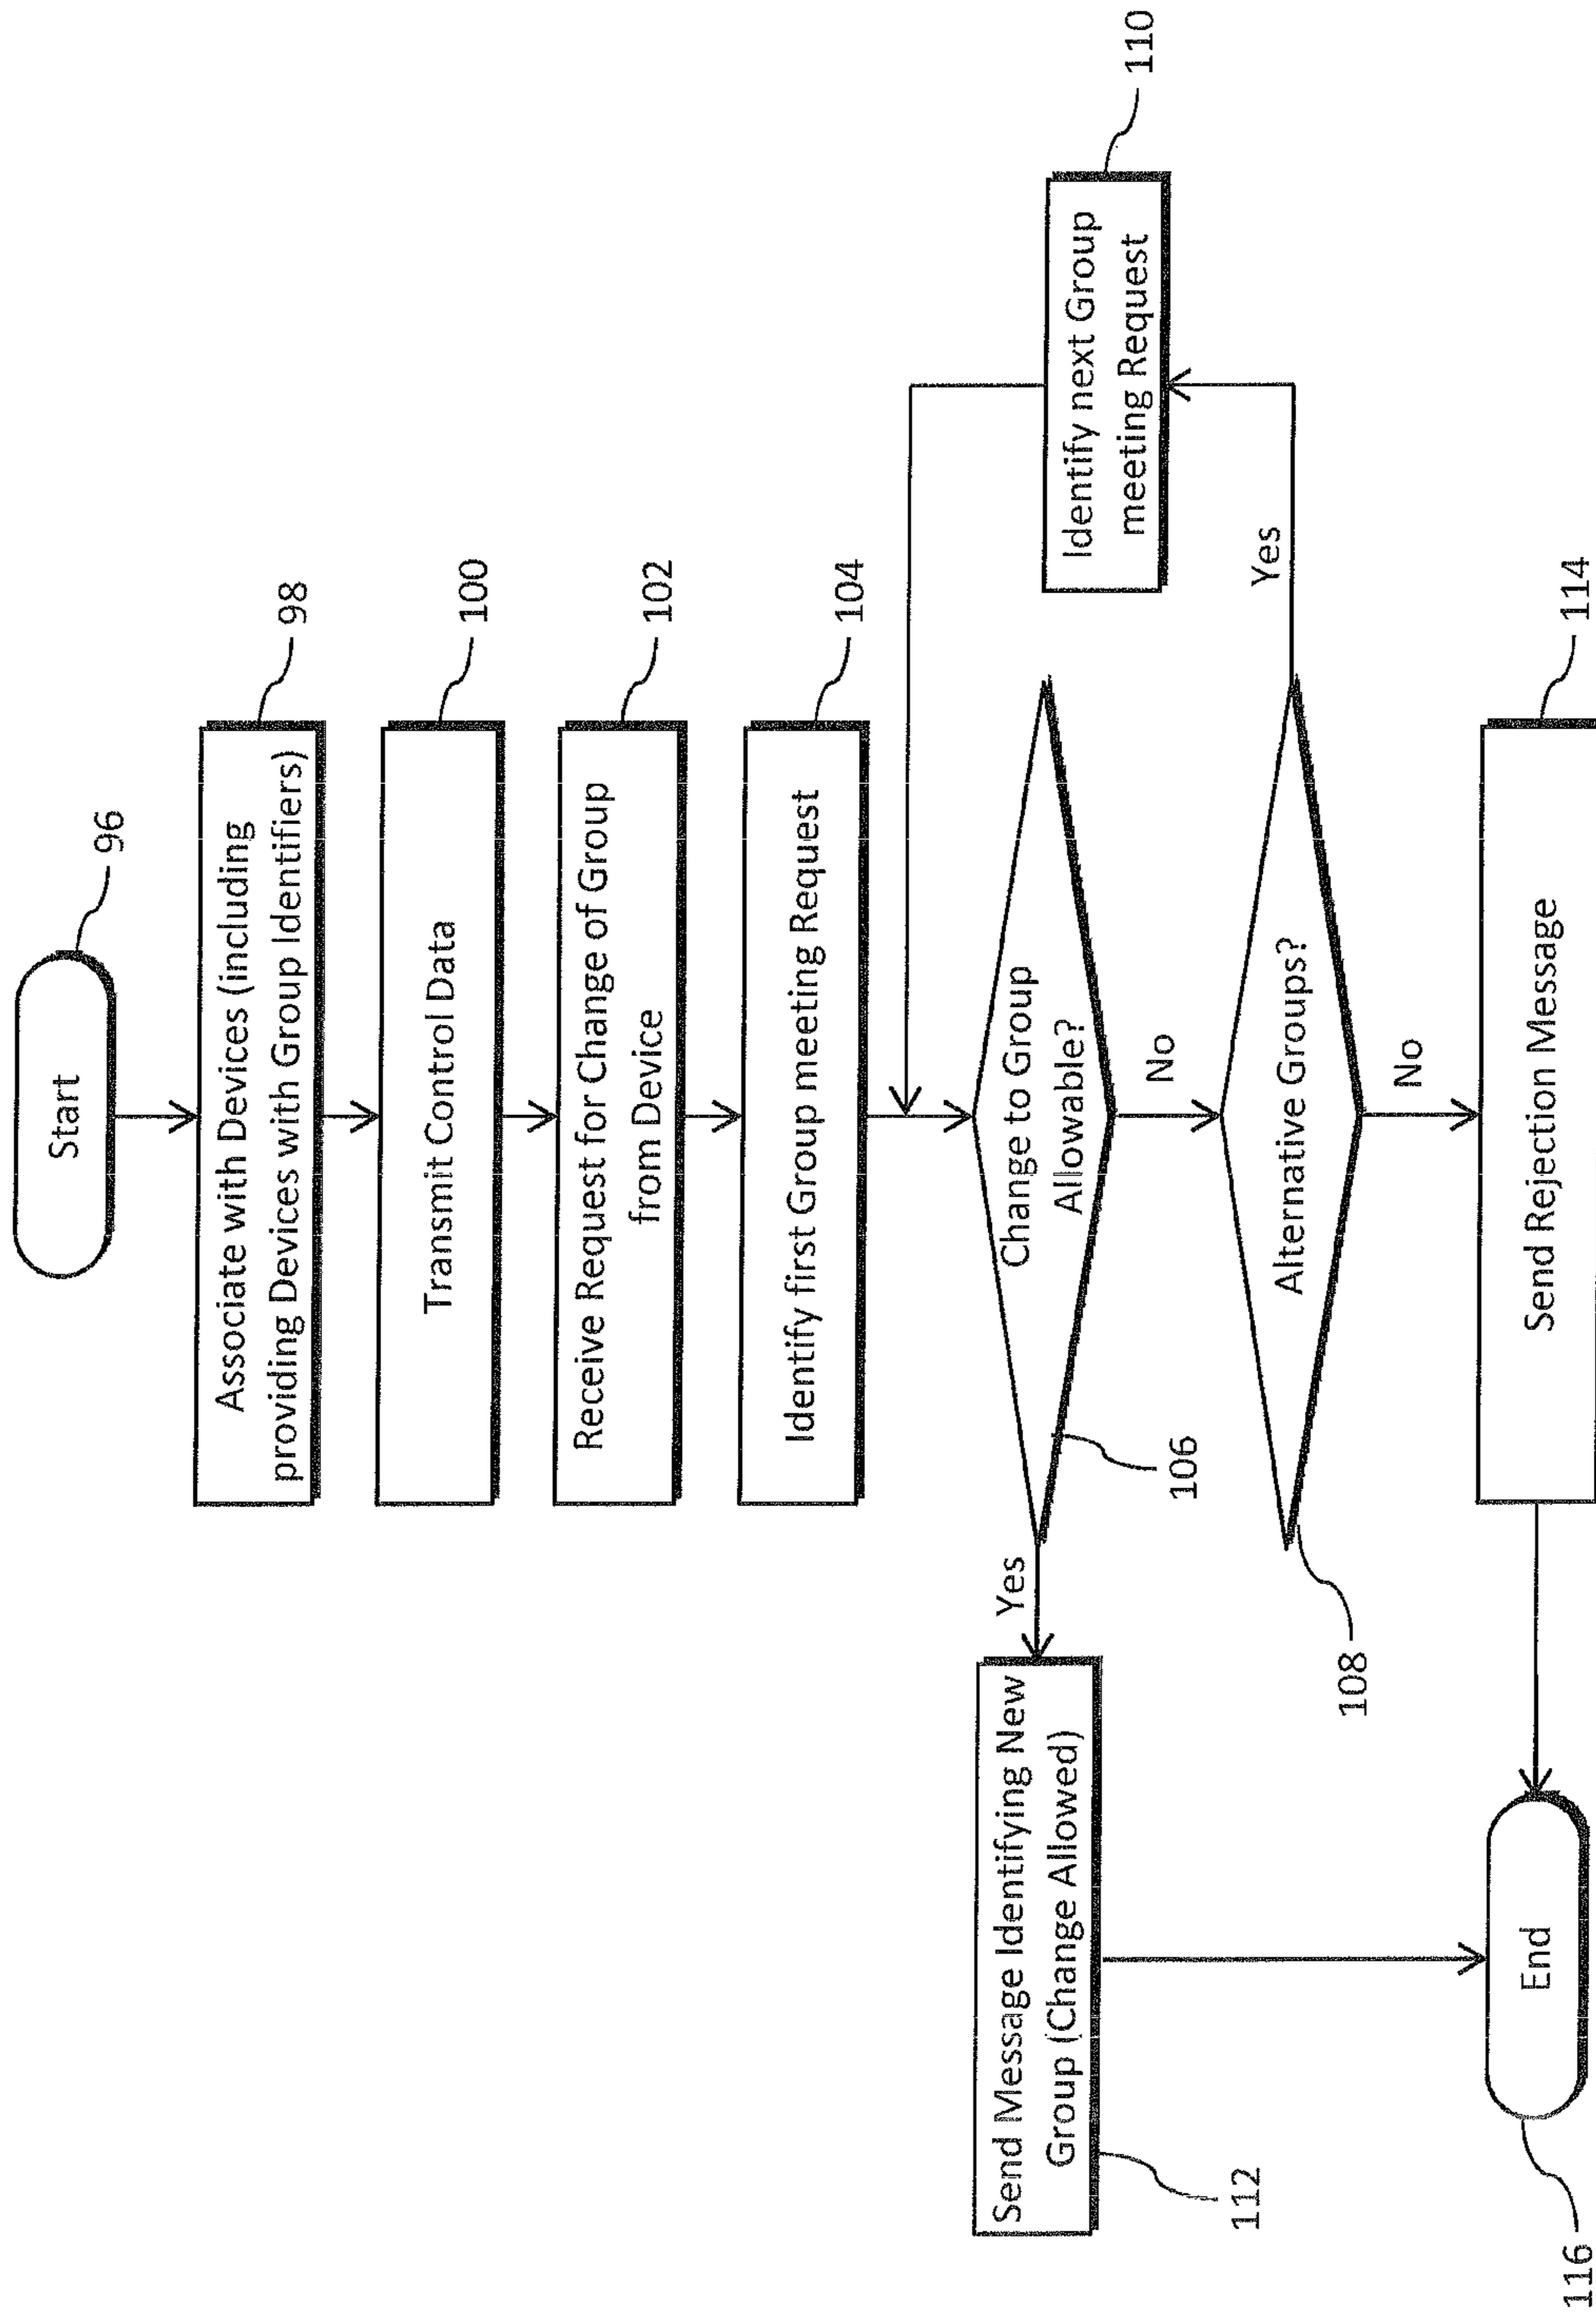 Start
96
Associate with Devices (including
providing Devices with Group Identifiers)
98
Transmit Control Data
100
Receive Request for Change of Group
from Device
102
Identify first Group meeting Request
104
Change to Group
Allowable?
106
Yes
No
Send Message Identifying New
Group (Change Allowed)
112
Identify next Group
meeting Request
110
Alternative Groups?
108
Yes
No
Send Rejection Message
114
End
116